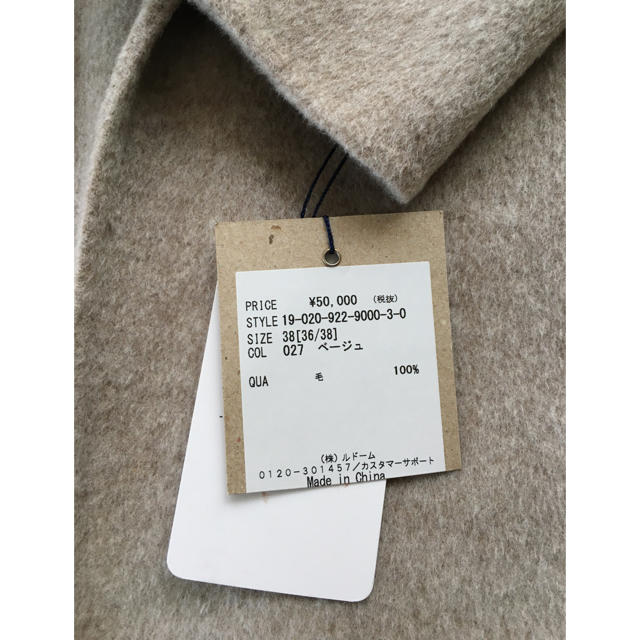 PRICE ¥50,000 (税抜)
STYLE 19-020-922-9000-3-0
SIZE 38[36/38]
COL 027 ベージュ
QUA 毛 100%
(株)ルドーム
0120-301457/カスタマーサポート
Made in China